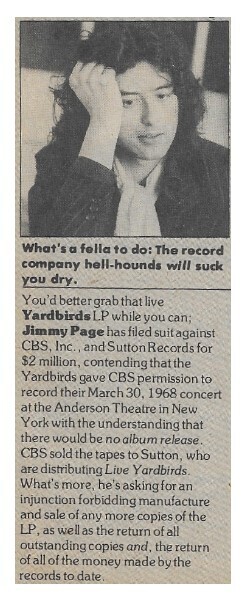 What's a fella to do: The record
company hell-hounds will suck
you dry.
You'd better grab that live
Yardbirds LP while you can;
Jimmy Page has filed suit against
CBS, Inc., and Sutton Records for
$2 million, contending that the
Yardbirds gave CBS permission to
record their March 30, 1968 concert
at the Anderson Theatre in New
York with the understanding that
there would be no album release.
CBS sold the tapes to Sutton, who
are distributing Live Yardbirds.
What's more, he's asking for an
injunction forbidding manufacture
and sale of any more copies of the
LP, as well as the return of all
outstanding copies and, the return
of all of the money made by the
records to date.